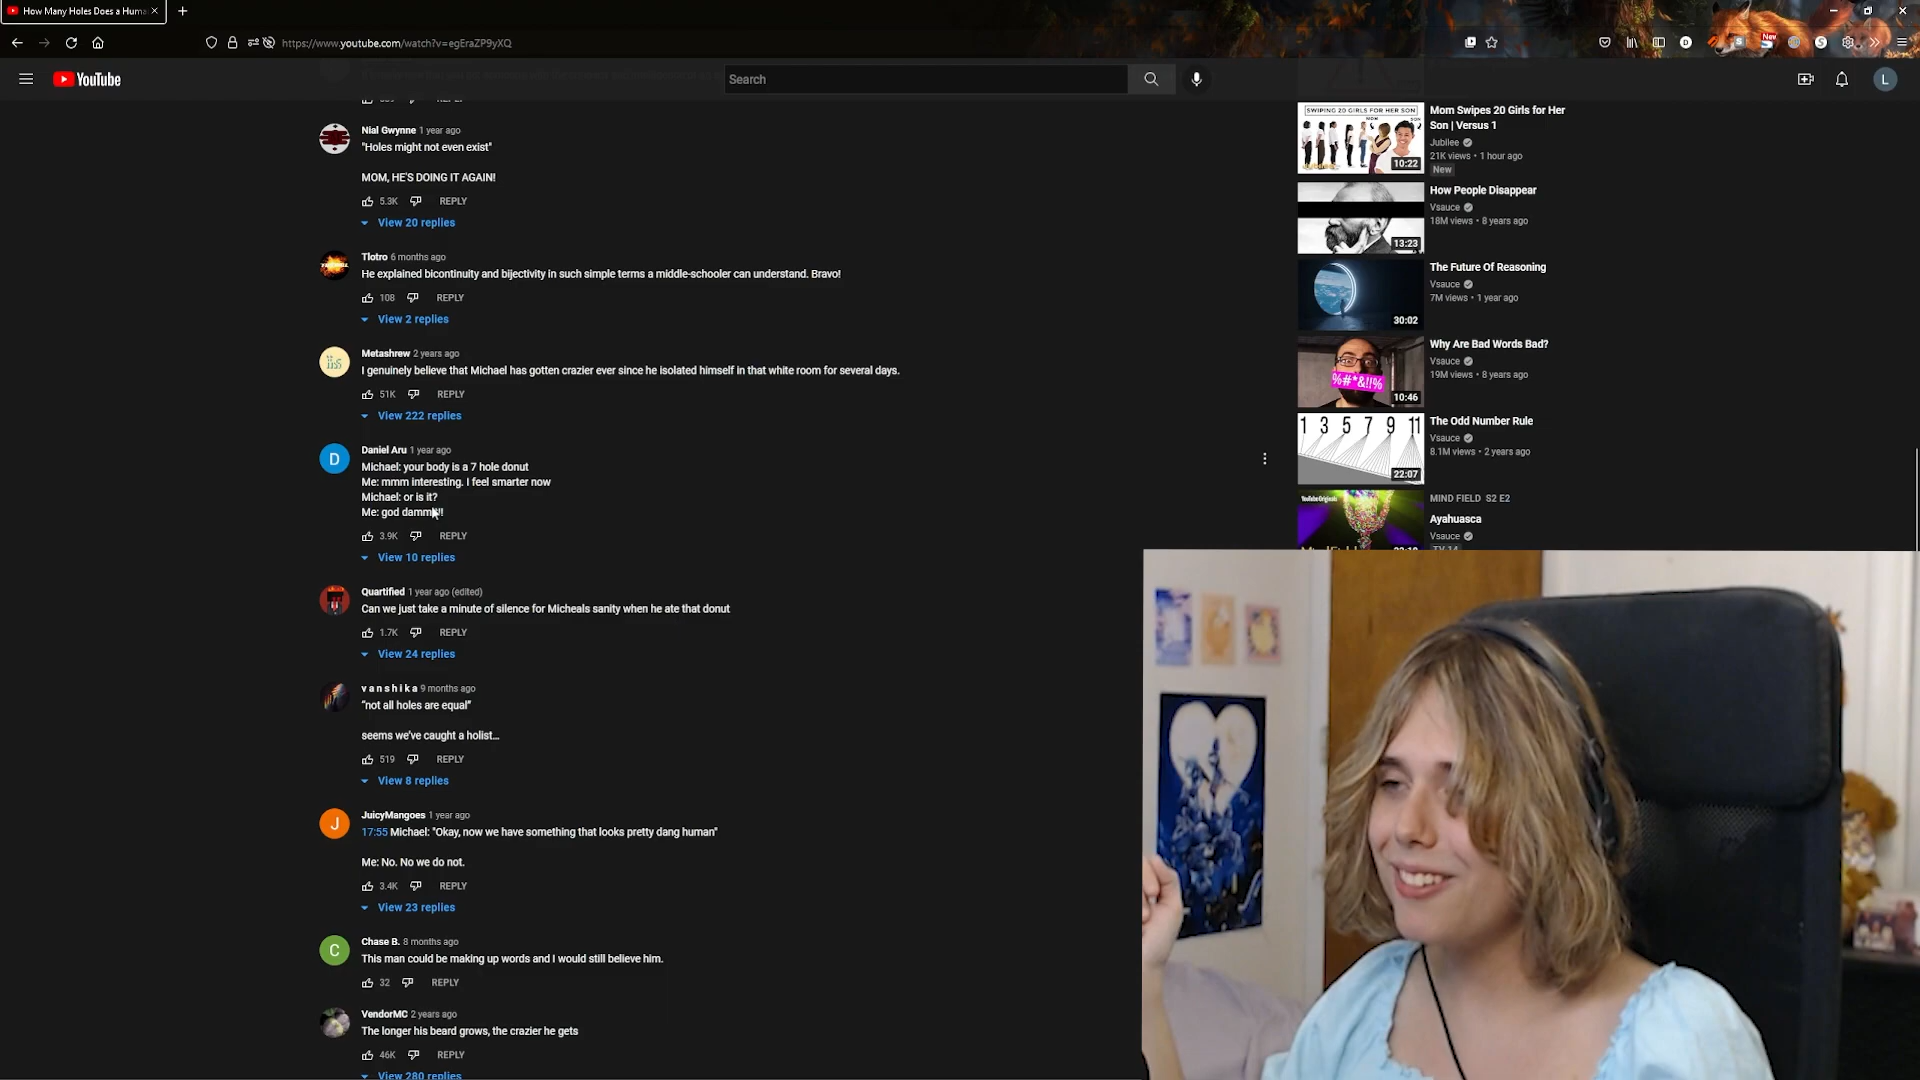 How Many Holes Does a Huma
https://www.youtube.com/watch?v=egEraZP9yXQ
New
YouTube
Search
L
REPLY
Nial Gwynne 1 year ago
"Holes might not even exist"
MOM, HE'S DOING IT AGAIN!
5.3K REPLY
View 20 replies
Tlotro 6 months ago
He explained bicontinuity and bijectivity in such simple terms a middle-schooler can understand. Bravo!
108 REPLY
View 2 replies
Metashrew 2 years ago
I genuinely believe that Michael has gotten crazier ever since he isolated himself in that white room for several days.
51K REPLY
View 222 replies
D
Daniel Aru 1 year ago
Michael: your body is a 7 hole donut
Me: mmm interesting. I feel smarter now
Michael: or is it?
Me: god dammit!!
3.9K REPLY
View 10 replies
Quartified 1 year ago (edited)
Can we just take a minute of silence for Micheals sanity when he ate that donut
1.7K REPLY
View 24 replies
v a n s h i k a 9 months ago
“not all holes are equal”
seems we’ve caught a holist...
519 REPLY
View 8 replies
J
JuicyMangoes 1 year ago
17:55 Michael: "Okay, now we have something that looks pretty dang human"
Me: No. No we do not.
3.4K REPLY
View 23 replies
C
Chase B. 8 months ago
This man could be making up words and I would still believe him.
32 REPLY
VendorMC 2 years ago
The longer his beard grows, the crazier he gets
46K REPLY
View 280 replies
SWIPING 20 GIRLS FOR HER SON
MOM
SON
10:22
Mom Swipes 20 Girls for Her
Son | Versus 1
Jubilee
21K views • 1 hour ago
New
13:23
How People Disappear
Vsauce
18M views • 8 years ago
30:02
The Future Of Reasoning
Vsauce
7M views • 1 year ago
%#*&!!%
10:46
Why Are Bad Words Bad?
Vsauce
19M views • 8 years ago
1 3 5 7 9 11
22:07
The Odd Number Rule
Vsauce
8.1M views • 2 years ago
YouTube Originals
MIND FIELD S2 E2
Ayahuasca
Vsauce